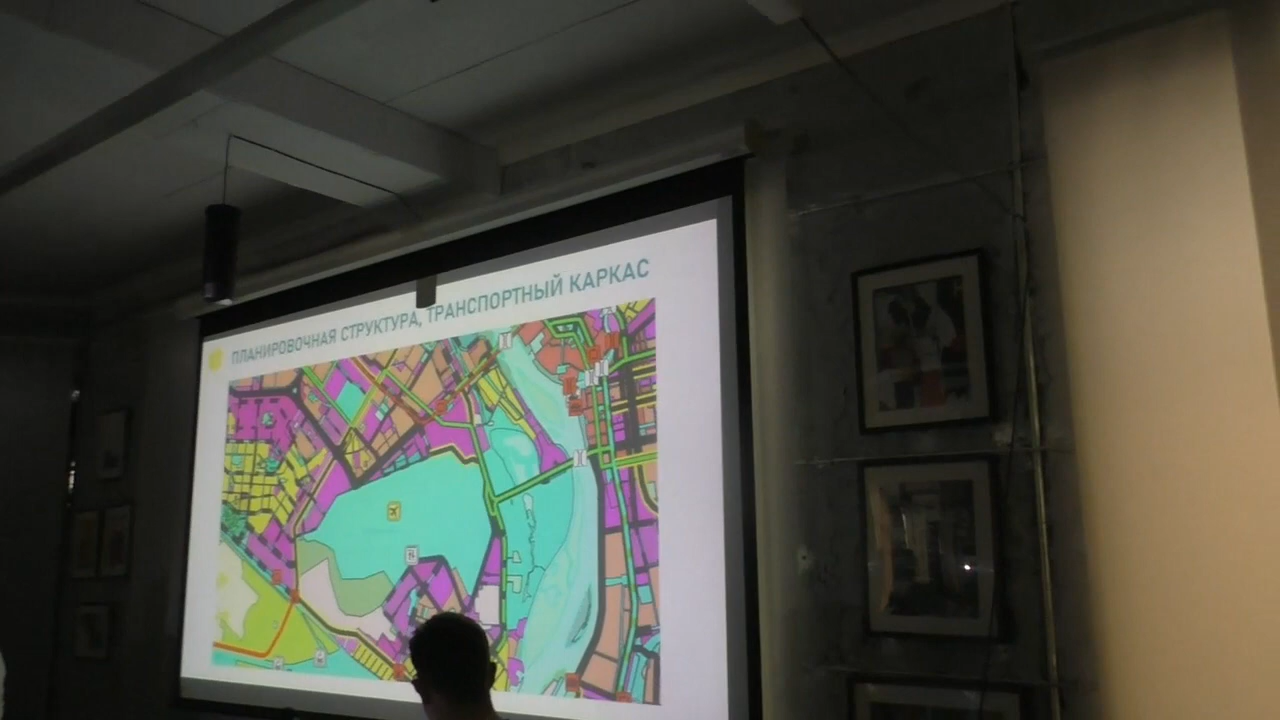 ПЛАНИРОВОЧНАЯ СТРУКТУРА, ТРАНСПОРТНЫЙ КАРКАС